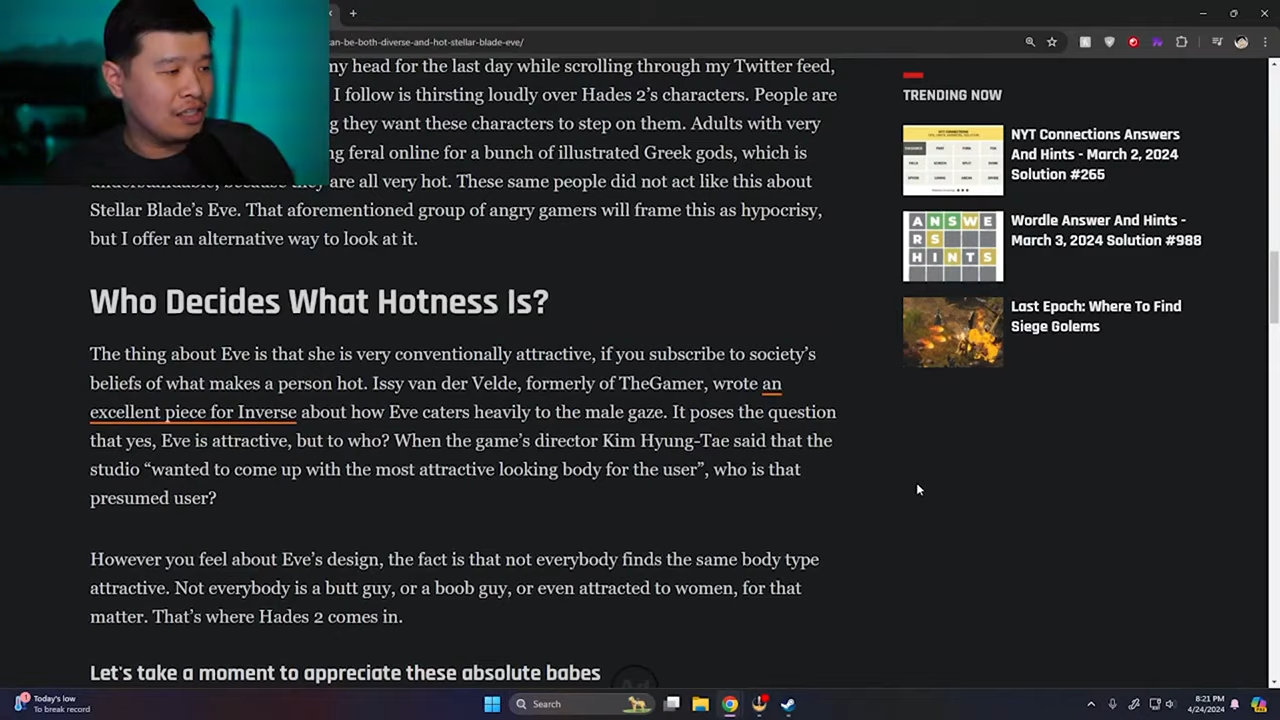 an-be-both-diverse-and-hot-stellar-blade-eve/
my head for the last day while scrolling through my Twitter feed,
I follow is thirsting loudly over Hades 2's characters. People are
g they want these characters to step on them. Adults with very
ng feral online for a bunch of illustrated Greek gods, which is
understandable, because they are all very hot. These same people did not act like this about
Stellar Blade's Eve. That aforementioned group of angry gamers will frame this as hypocrisy,
but I offer an alternative way to look at it.
Who Decides What Hotness Is?
The thing about Eve is that she is very conventionally attractive, if you subscribe to society's
beliefs of what makes a person hot. Issy van der Velde, formerly of TheGamer, wrote an
excellent piece for Inverse about how Eve caters heavily to the male gaze. It poses the question
that yes, Eve is attractive, but to who? When the game's director Kim Hyung-Tae said that the
studio “wanted to come up with the most attractive looking body for the user”, who is that
presumed user?
However you feel about Eve's design, the fact is that not everybody finds the same body type
attractive. Not everybody is a butt guy, or a boob guy, or even attracted to women, for that
matter. That's where Hades 2 comes in.
Let's take a moment to appreciate these absolute babes
TRENDING NOW
NYT Connections Answers
And Hints - March 2, 2024
Solution #265
ANSWE
RS
HINTS
Wordle Answer And Hints -
March 3, 2024 Solution #988
Last Epoch: Where To Find
Siege Golems
1
Today's low
To break record
Search
8:21 PM
4/24/2024